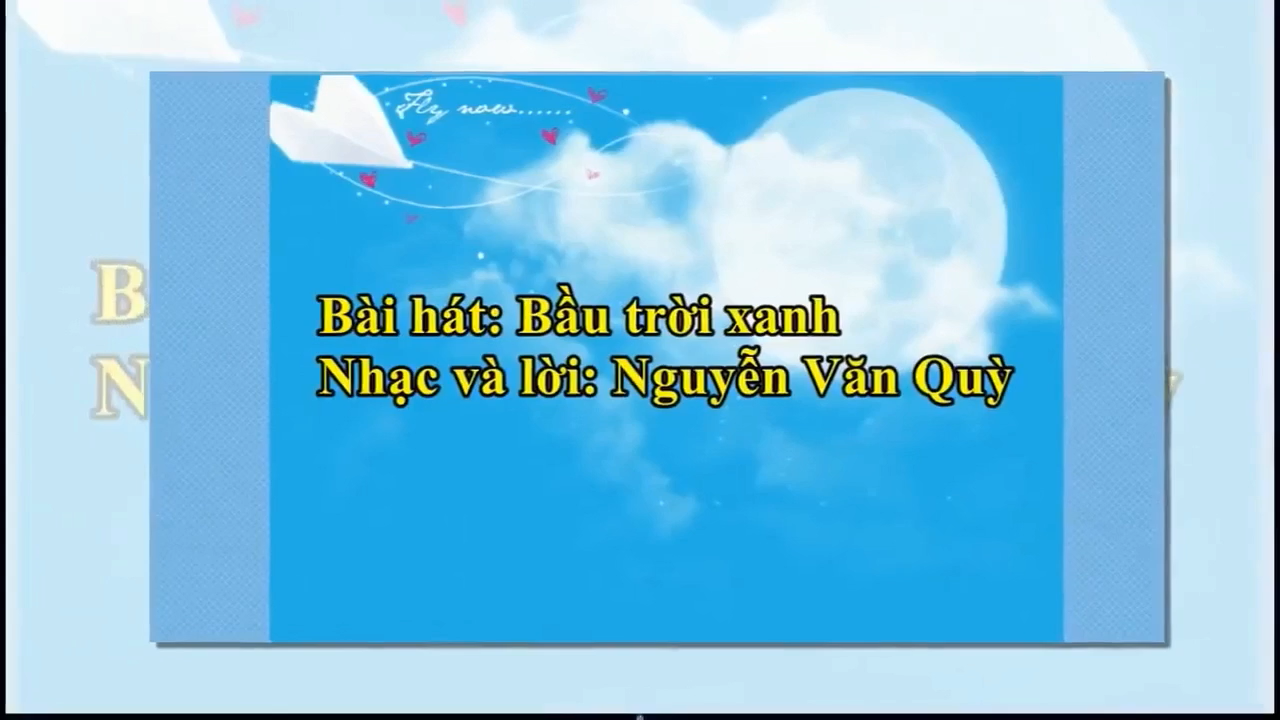 Fly now......
Bài hát: Bầu trời xanh
Nhạc và lời: Nguyễn Văn Quỳ
B
N